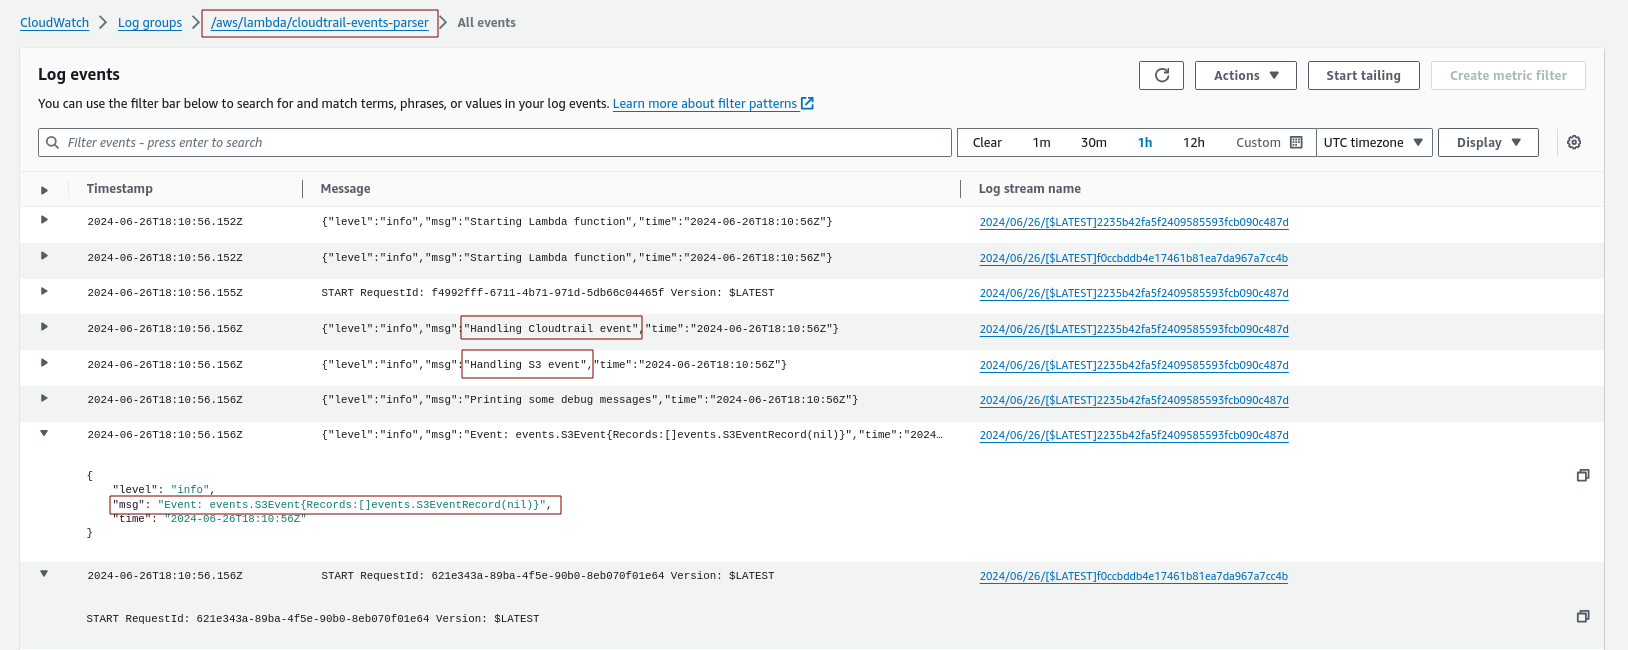 CloudWatch > Log groups > /aws/lambda/cloudtrail-events-parser > All events
Log events
Actions ▼ Start tailing Create metric filter
You can use the filter bar below to search for and match terms, phrases, or values in your log events. Learn more about filter patterns
Filter events - press enter to search Clear 1m 30m 1h 12h Custom UTC timezone ▼ Display ▼
Timestamp Message Log stream name
2024-06-26T18:10:56.152Z {"level":"info","msg":"Starting Lambda function","time":"2024-06-26T18:10:56Z"} 2024/06/26/[$LATEST]2235b42fa5f2409585593fcb090c487d
2024-06-26T18:10:56.152Z {"level":"info","msg":"Starting Lambda function","time":"2024-06-26T18:10:56Z"} 2024/06/26/[$LATEST]f0ccbddb4e17461b81ea7da967a7cc4b
2024-06-26T18:10:56.155Z START RequestId: f4992fff-6711-4b71-971d-5db66c04465f Version: $LATEST 2024/06/26/[$LATEST]2235b42fa5f2409585593fcb090c487d
2024-06-26T18:10:56.156Z {"level":"info","msg":"Handling Cloudtrail event","time":"2024-06-26T18:10:56Z"} 2024/06/26/[$LATEST]2235b42fa5f2409585593fcb090c487d
2024-06-26T18:10:56.156Z {"level":"info","msg":"Handling S3 event","time":"2024-06-26T18:10:56Z"} 2024/06/26/[$LATEST]2235b42fa5f2409585593fcb090c487d
2024-06-26T18:10:56.156Z {"level":"info","msg":"Printing some debug messages","time":"2024-06-26T18:10:56Z"} 2024/06/26/[$LATEST]2235b42fa5f2409585593fcb090c487d
2024-06-26T18:10:56.156Z {"level":"info","msg":"Event: events.S3Event{Records:[]events.S3EventRecord(nil)}","time":"2024… 2024/06/26/[$LATEST]2235b42fa5f2409585593fcb090c487d
{
"level": "info",
"msg": "Event: events.S3Event{Records:[]events.S3EventRecord(nil)}",
"time": "2024-06-26T18:10:56Z"
}
2024-06-26T18:10:56.156Z START RequestId: 621e343a-89ba-4f5e-90b0-8eb070f01e64 Version: $LATEST 2024/06/26/[$LATEST]f0ccbddb4e17461b81ea7da967a7cc4b
START RequestId: 621e343a-89ba-4f5e-90b0-8eb070f01e64 Version: $LATEST